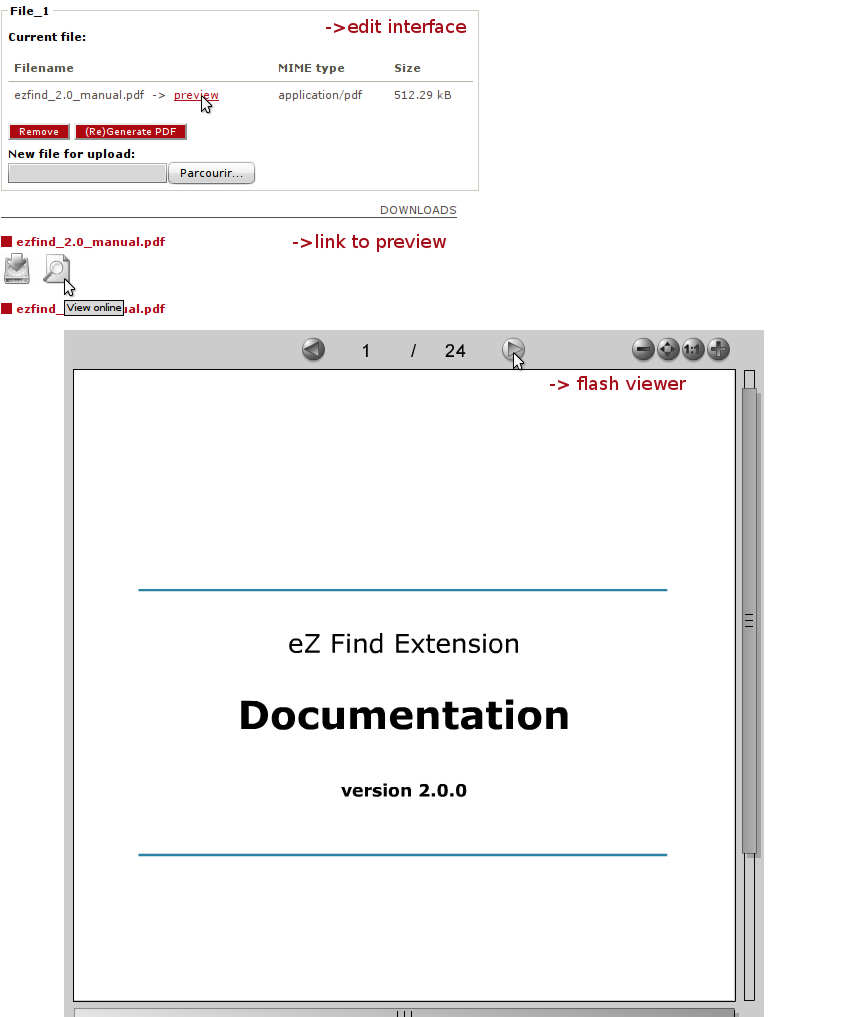 File_1
->edit interface
Current file:
Filename MIME type Size
ezfind_2.0_manual.pdf -> preview application/pdf 512.29 kB
Remove (Re)Generate PDF
New file for upload:
Parcourir...
DOWNLOADS
ezfind_2.0_manual.pdf
->link to preview
View online
ezfind_ ual.pdf
1 / 24 1:1
-> flash viewer
eZ Find Extension
Documentation
version 2.0.0